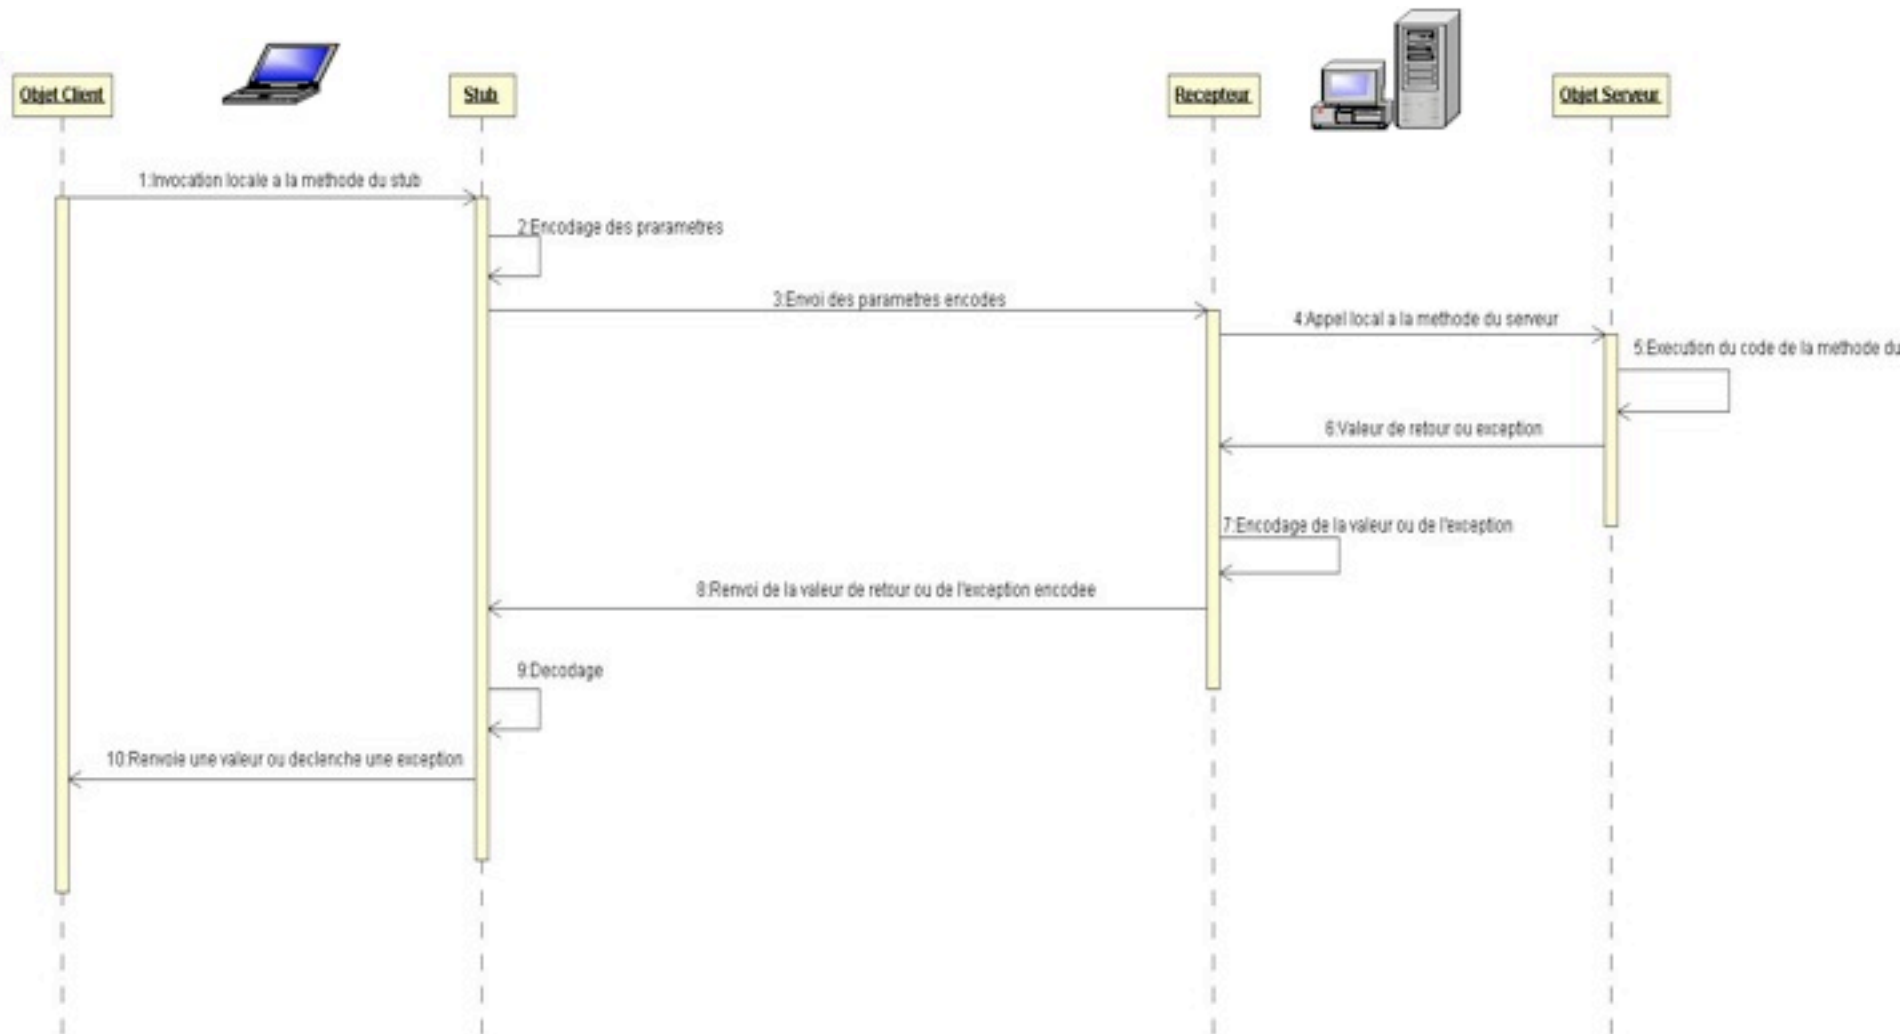 Objet Client
Stub
Recepteur
Objet Serveur
1:Invocation locale a la methode du stub
2:Encodage des praramétres
3:Envoi des parametres encodes
4:Appel local a la methode du serveur
5:Execution du code de la methode du
6:Valeur de retour ou exception
7:Encodage de la valeur ou de l'exception
8:Renvoi de la valeur de retour ou de l'exception encodee
9:Decodage
10:Renvoie une valeur ou declenche une exception